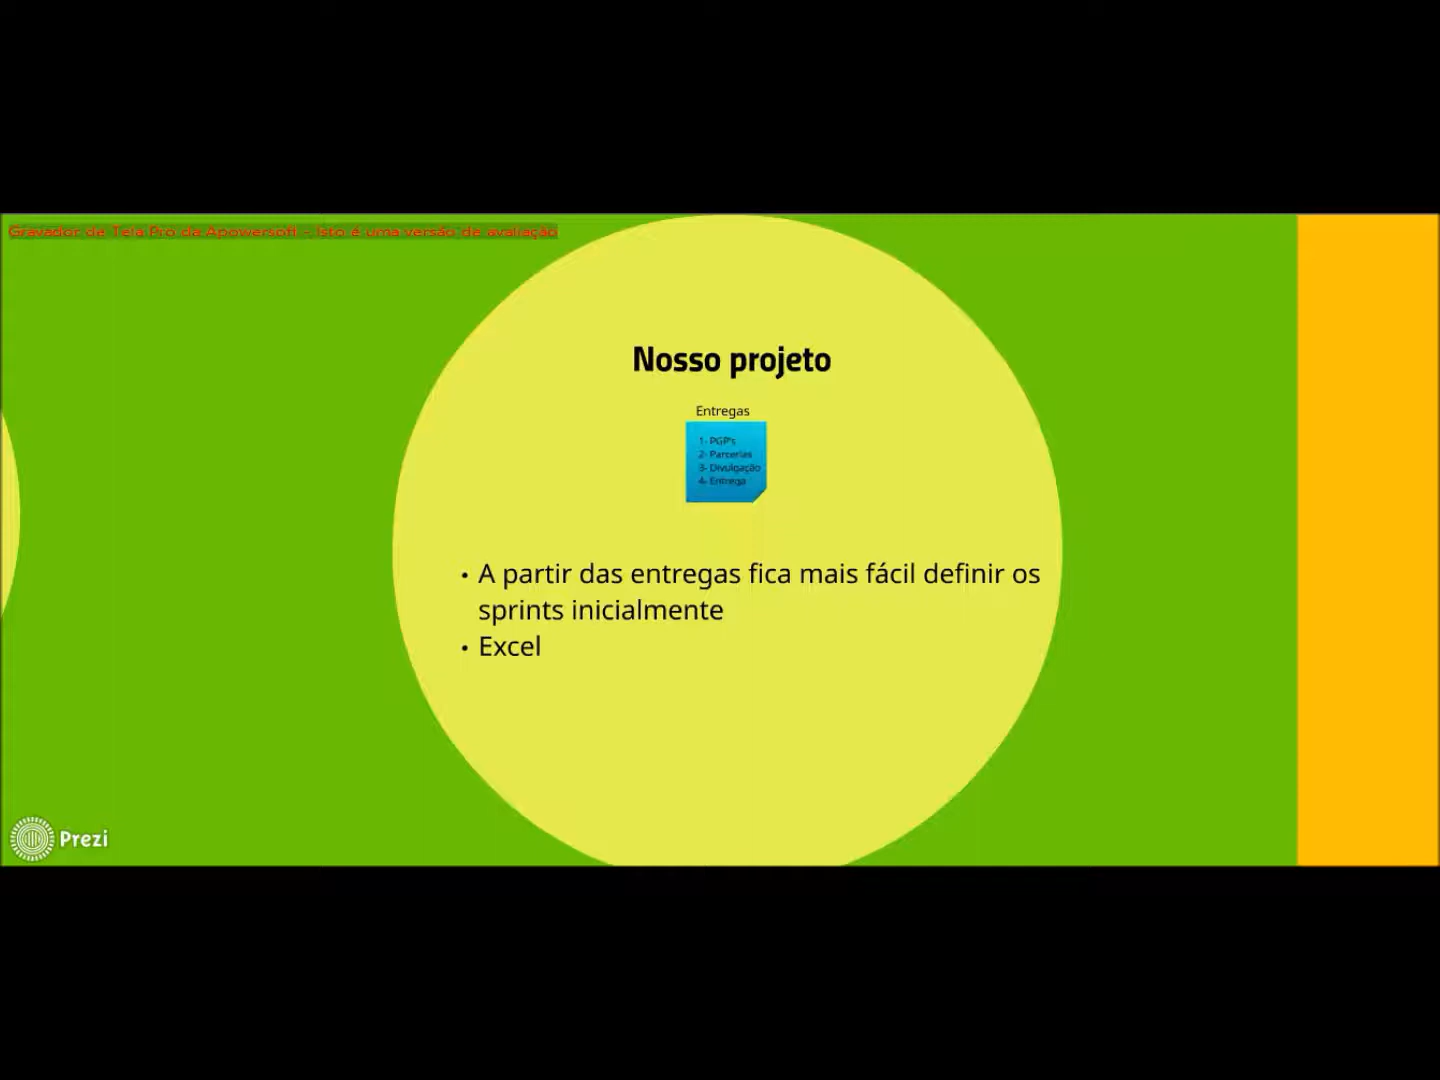 Gravador de Tela Pro da Apowersoft - Isto é uma versão de avaliação
Nosso projeto
Entregas
1- PGP's
2- Parcerias
3- Divulgação
4- Entrega
• A partir das entregas fica mais fácil definir os
sprints inicialmente
• Excel
Prezi